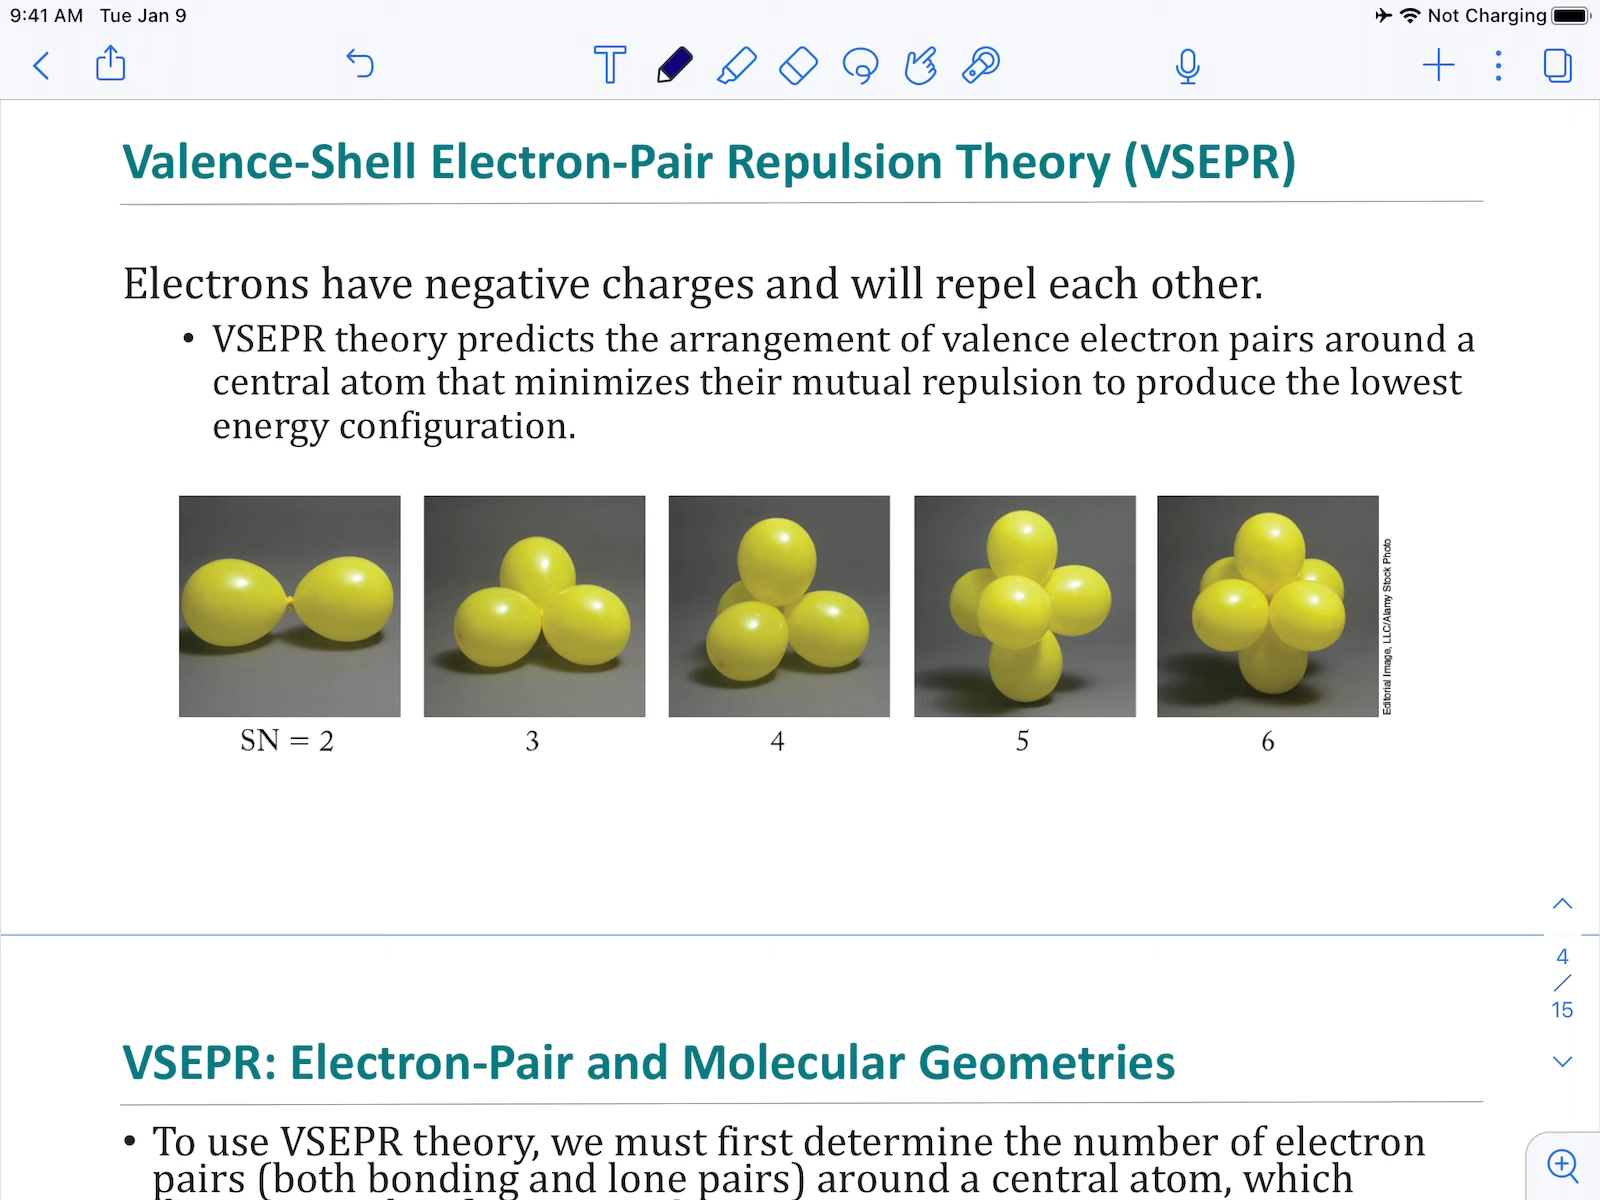 9:41 AM Tue Jan 9
Not Charging
Valence-Shell Electron-Pair Repulsion Theory (VSEPR)
Electrons have negative charges and will repel each other.
• VSEPR theory predicts the arrangement of valence electron pairs around a
central atom that minimizes their mutual repulsion to produce the lowest
energy configuration.
Editorial Image, LLC/Alamy Stock Photo
SN = 2 3 4 5 6
4
/
15
VSEPR: Electron-Pair and Molecular Geometries
• To use VSEPR theory, we must first determine the number of electron
pairs (both bonding and lone pairs) around a central atom, which